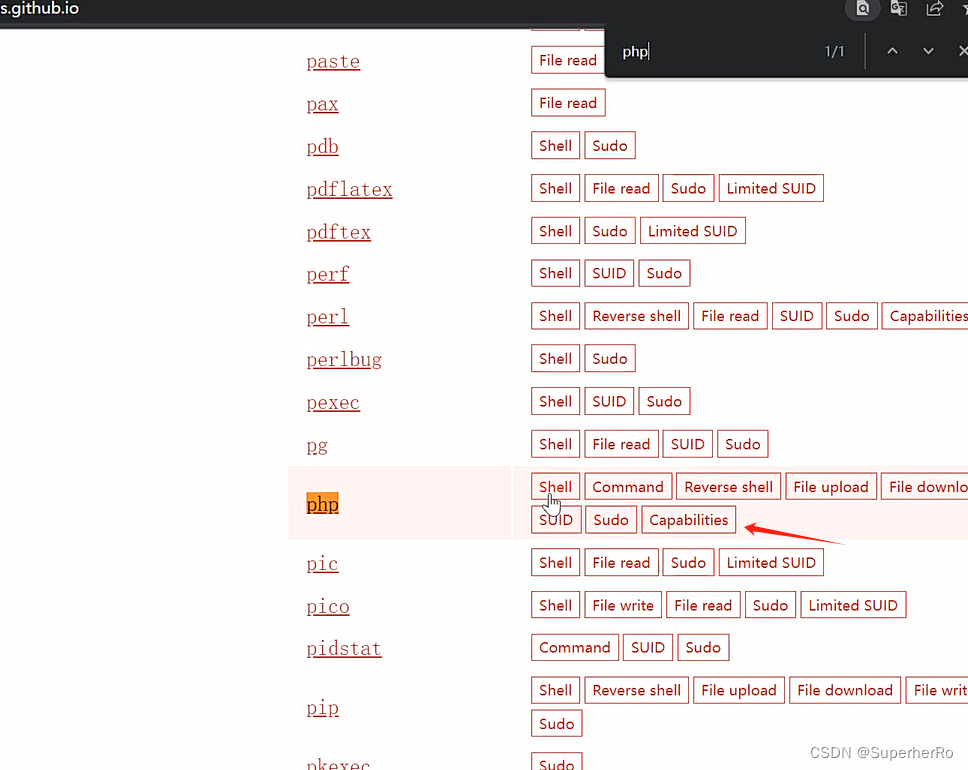 s.github.io
php 1/1
paste File read
pax File read
pdb Shell Sudo
pdflatex Shell File read Sudo Limited SUID
pdftex Shell Sudo Limited SUID
perf Shell SUID Sudo
perl Shell Reverse shell File read SUID Sudo Capabilities
perlbug Shell Sudo
pexec Shell SUID Sudo
pg Shell File read SUID Sudo
php Shell Command Reverse shell File upload File downlo
SUID Sudo Capabilities
pic Shell File read Sudo Limited SUID
pico Shell File write File read Sudo Limited SUID
pidstat Command SUID Sudo
pip Shell Reverse shell File upload File download File writ
Sudo
pkexec Sudo
CSDN @SuperherRo